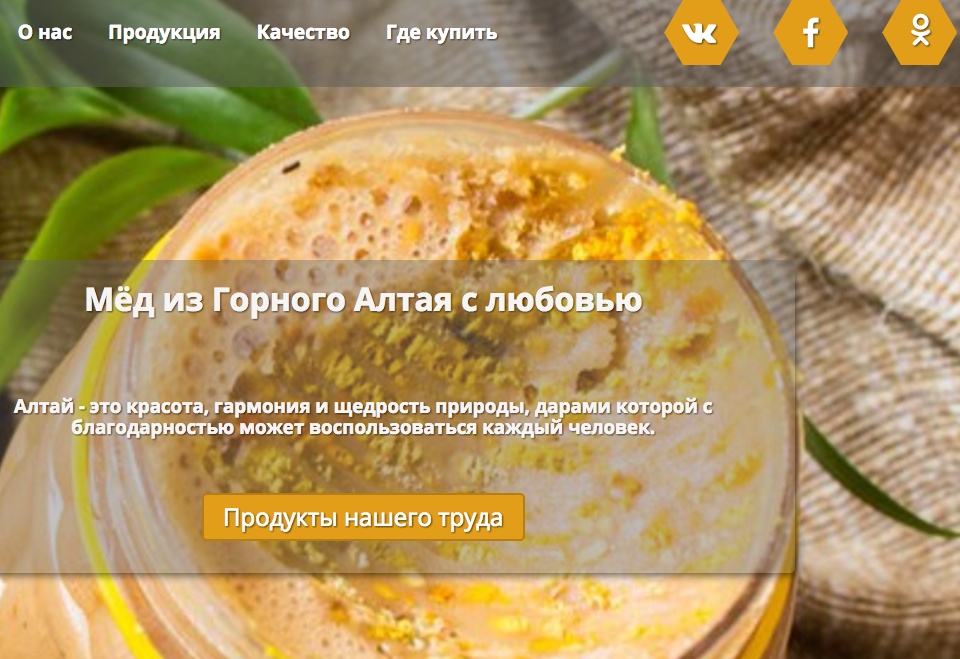 О нас Продукция Качество Где купить
Мёд из Горного Алтая с любовью
Алтай - это красота, гармония и щедрость природы, дарами которой с
благодарностью может воспользоваться каждый человек.
Продукты нашего труда